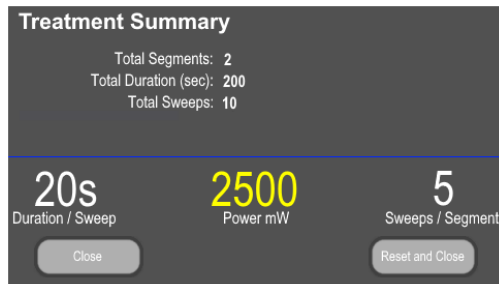 Treatment Summary
Total Segments: 2
Total Duration (sec): 200
Total Sweeps: 10
20s 2500 5
Duration / Sweep Power mW Sweeps / Segment
Close Reset and Close